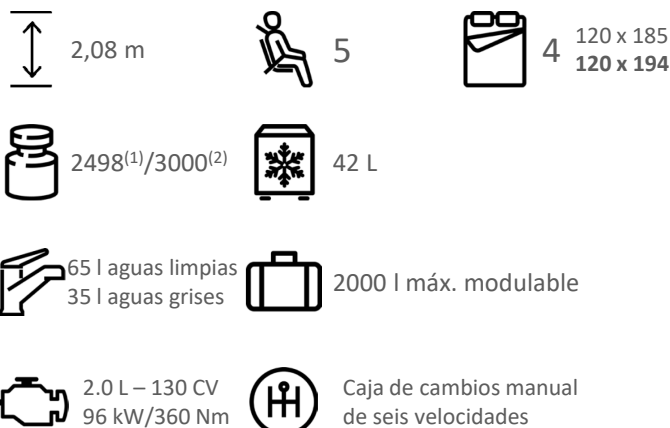 2,08 m
5
4
120 x 185
120 x 194
2498(1)/3000(2)
42 L
65 l aguas limpias
35 l aguas grises
2000 l máx. modulable
2.0 L – 130 CV
96 kW/360 Nm
Caja de cambios manual
de seis velocidades